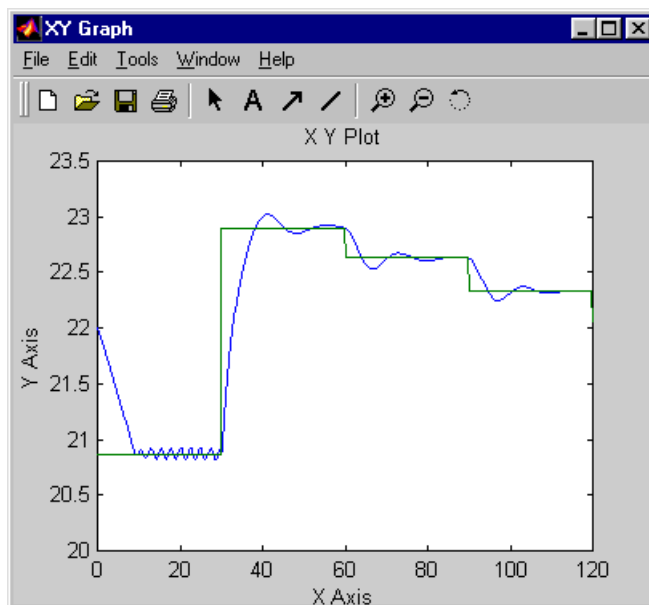 XY Graph
File Edit Tools Window Help
A
X Y Plot
23.5
23
22.5
22
21.5
21
20.5
20
Y Axis
0 20 40 60 80 100 120
X Axis